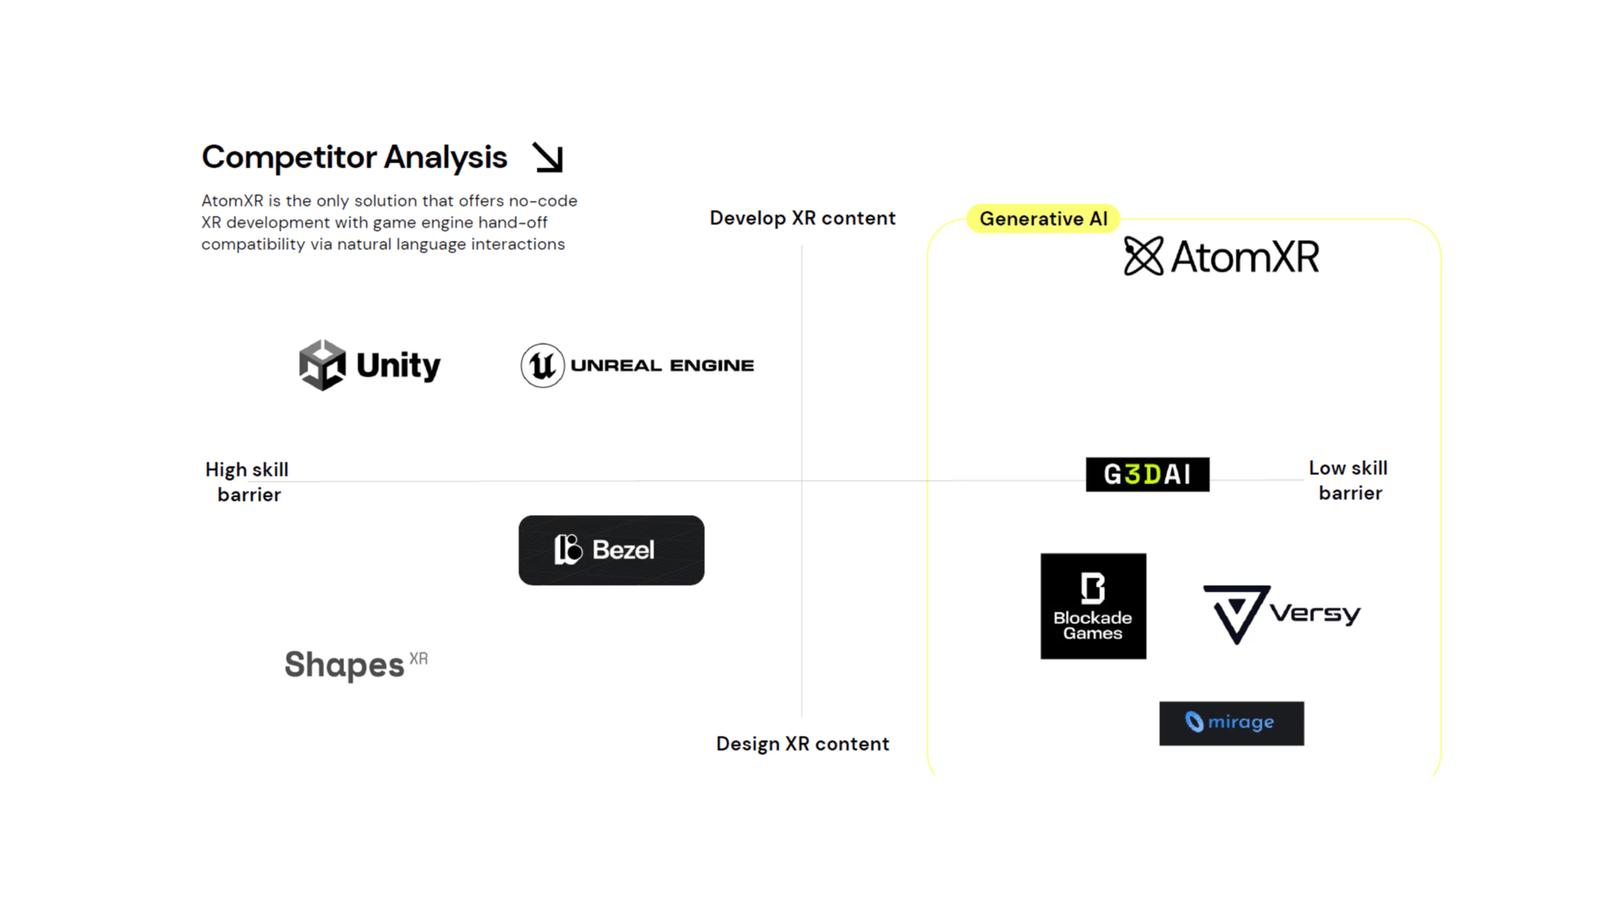 Competitor Analysis
AtomXR is the only solution that offers no-code
XR development with game engine hand-off
compatibility via natural language interactions
Develop XR content
Generative AI
AtomXR
Unity
UNREAL ENGINE
High skill
barrier
G3DAI
Low skill
barrier
Bezel
Blockade
Games
Versy
ShapesXR
mirage
Design XR content